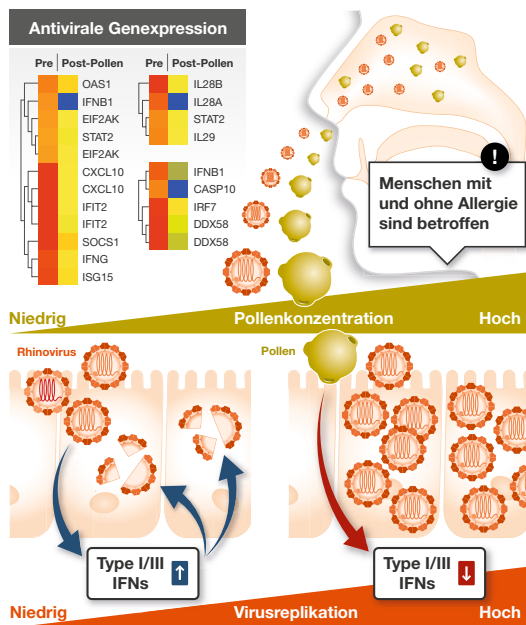 Antivirale Genexpression
Pre Post-Pollen
OAS1
IFNB1
EIF2AK
STAT2
EIF2AK
CXCL10
CXCL10
IFIT2
IFIT2
SOCS1
IFNG
ISG15
Pre Post-Pollen
IL28B
IL28A
STAT2
IL29
IFNB1
CASP10
IRF7
DDX58
DDX58
!
Menschen mit
und ohne Allergie
sind betroffen
Niedrig Pollenkonzentration Hoch
Rhinovirus
Pollen
Type I/III
IFNs ↑
Type I/III
IFNs ↓
Niedrig Virusreplikation Hoch